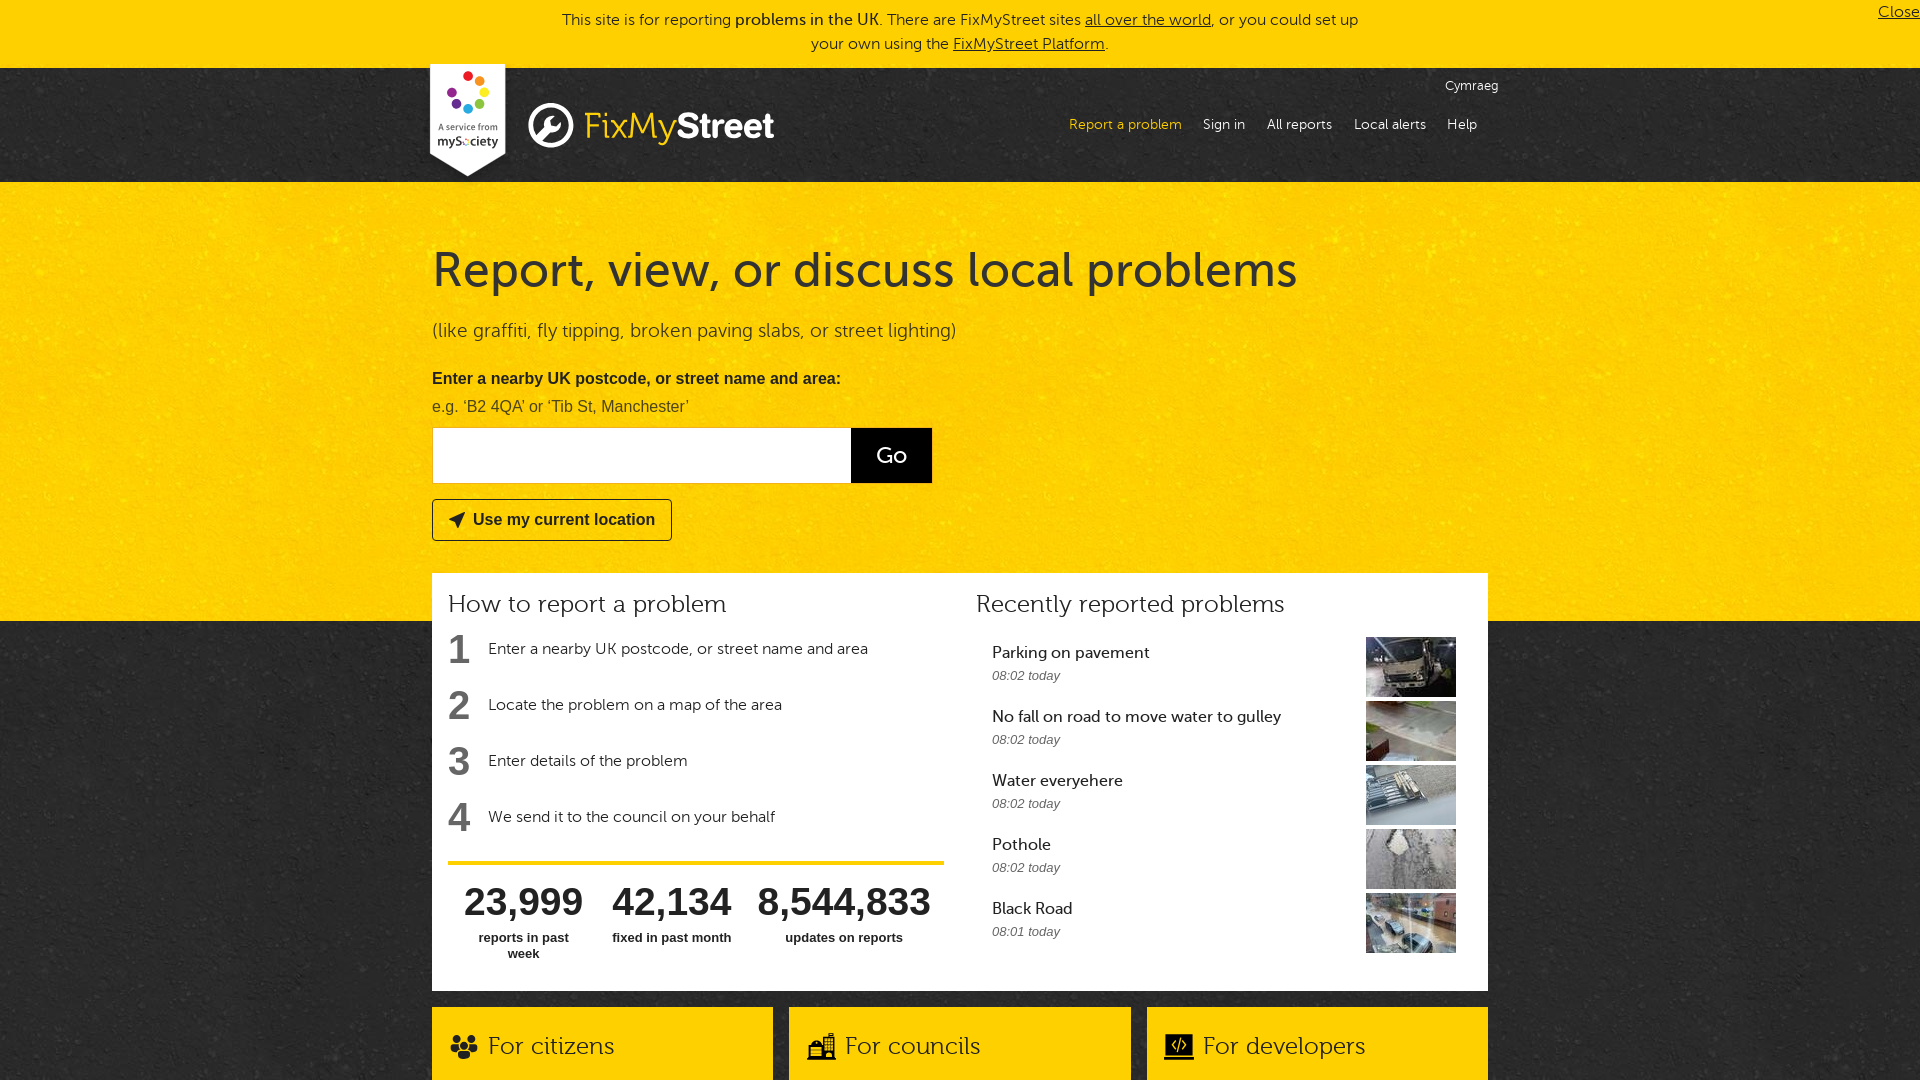 This site is for reporting problems in the UK. There are FixMyStreet sites all over the world, or you could set up
your own using the FixMyStreet Platform.
Close
A service from
mySociety
FixMyStreet
Cymraeg
Report a problem
Sign in
All reports
Local alerts
Help
Report, view, or discuss local problems
(like graffiti, fly tipping, broken paving slabs, or street lighting)
Enter a nearby UK postcode, or street name and area:
e.g. ‘B2 4QA’ or ‘Tib St, Manchester’
Go
Use my current location
How to report a problem
1 Enter a nearby UK postcode, or street name and area
2 Locate the problem on a map of the area
3 Enter details of the problem
4 We send it to the council on your behalf
23,999
reports in past
week
42,134
fixed in past month
8,544,833
updates on reports
Recently reported problems
Parking on pavement
08:02 today
No fall on road to move water to gulley
08:02 today
Water everyehere
08:02 today
Pothole
08:02 today
Black Road
08:01 today
For citizens
For councils
For developers